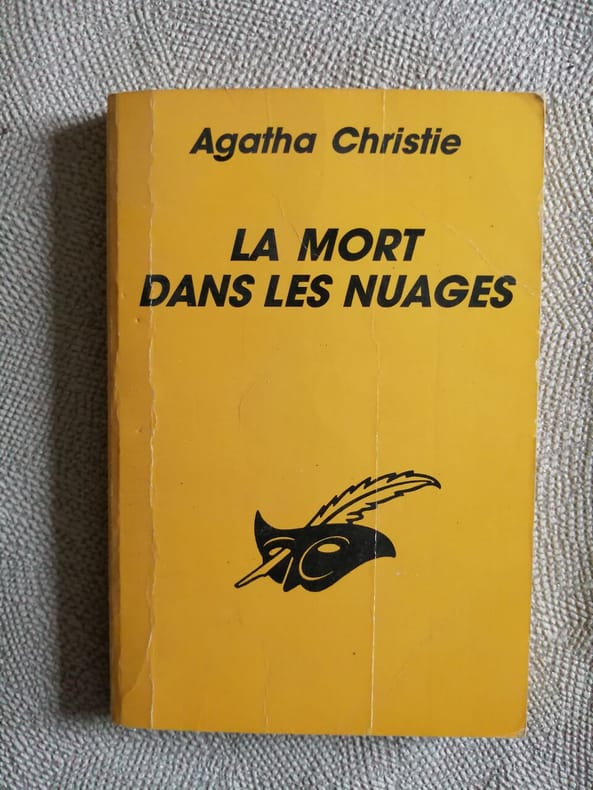 Agatha Christie
LA MORT
DANS LES NUAGES